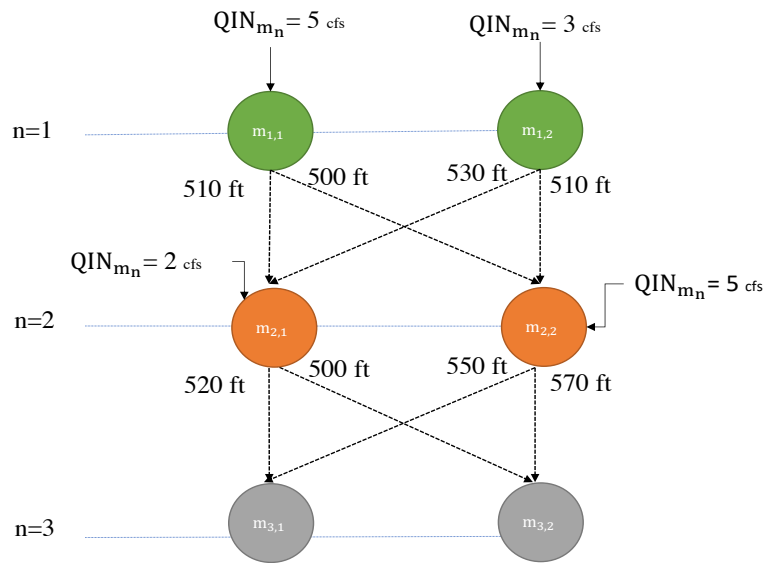 QINₘₙ = 5 cfs
QINₘₙ = 3 cfs
n=1
m₁,₁
m₁,₂
510 ft
500 ft
530 ft
510 ft
QINₘₙ = 2 cfs
QINₘₙ = 5 cfs
n=2
m₂,₁
m₂,₂
520 ft
500 ft
550 ft
570 ft
n=3
m₃,₁
m₃,₂